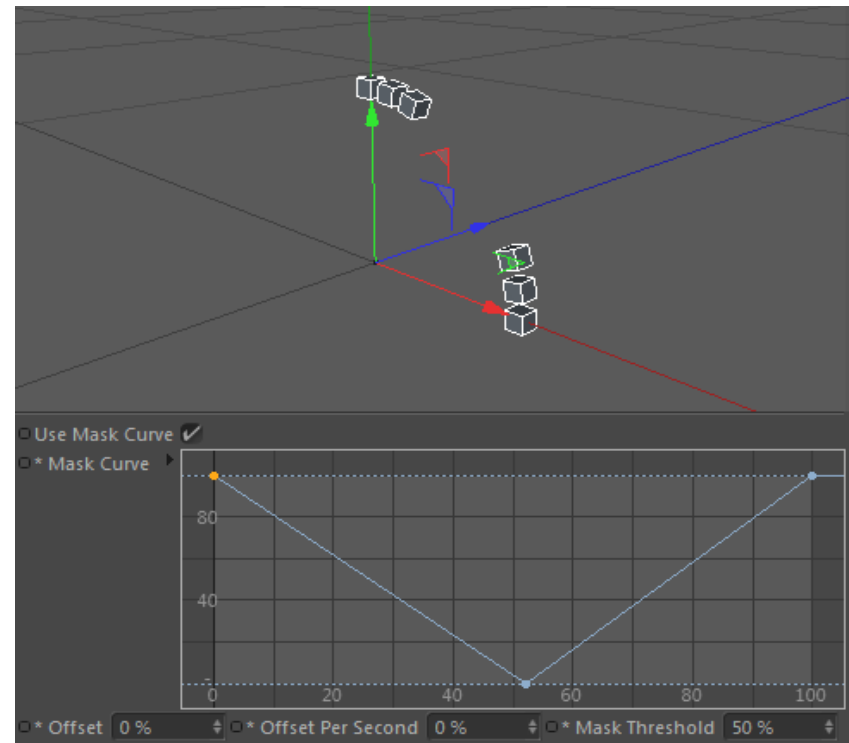 Use Mask Curve
* Mask Curve
80
40
0 20 40 60 80 100
* Offset 0 % * Offset Per Second 0 % * Mask Threshold 50 %